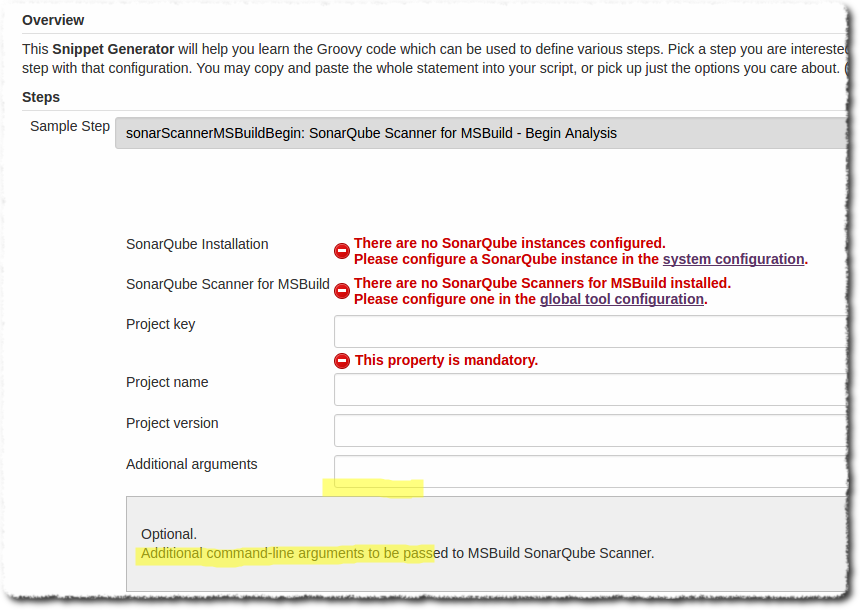 Overview
This Snippet Generator will help you learn the Groovy code which can be used to define various steps. Pick a step you are interested
step with that configuration. You may copy and paste the whole statement into your script, or pick up just the options you care about. (
Steps
Sample Step
sonarScannerMSBuildBegin: SonarQube Scanner for MSBuild - Begin Analysis
SonarQube Installation
There are no SonarQube instances configured.
Please configure a SonarQube instance in the system configuration.
SonarQube Scanner for MSBuild
There are no SonarQube Scanners for MSBuild installed.
Please configure one in the global tool configuration.
Project key
This property is mandatory.
Project name
Project version
Additional arguments
Optional.
Additional command-line arguments to be passed to MSBuild SonarQube Scanner.